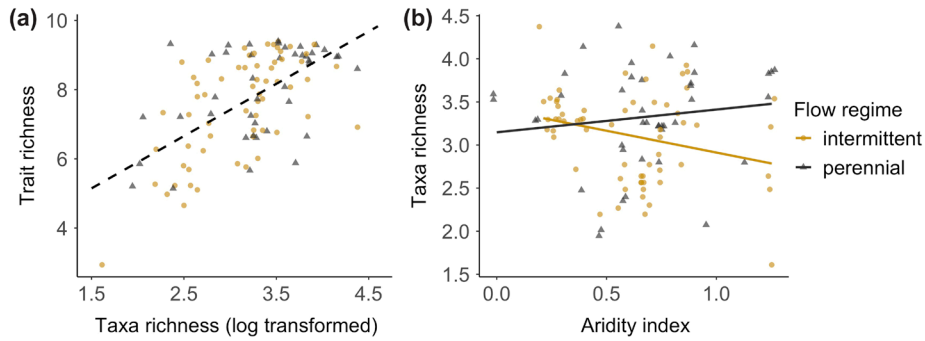 (a)
10
8
6
4
Trait richness
1.5 2.5 3.5 4.5
Taxa richness (log transformed)
(b)
4.5
4.0
3.5
3.0
2.5
2.0
1.5
Taxa richness
0.0 0.5 1.0
Aridity index
Flow regime
intermittent
perennial